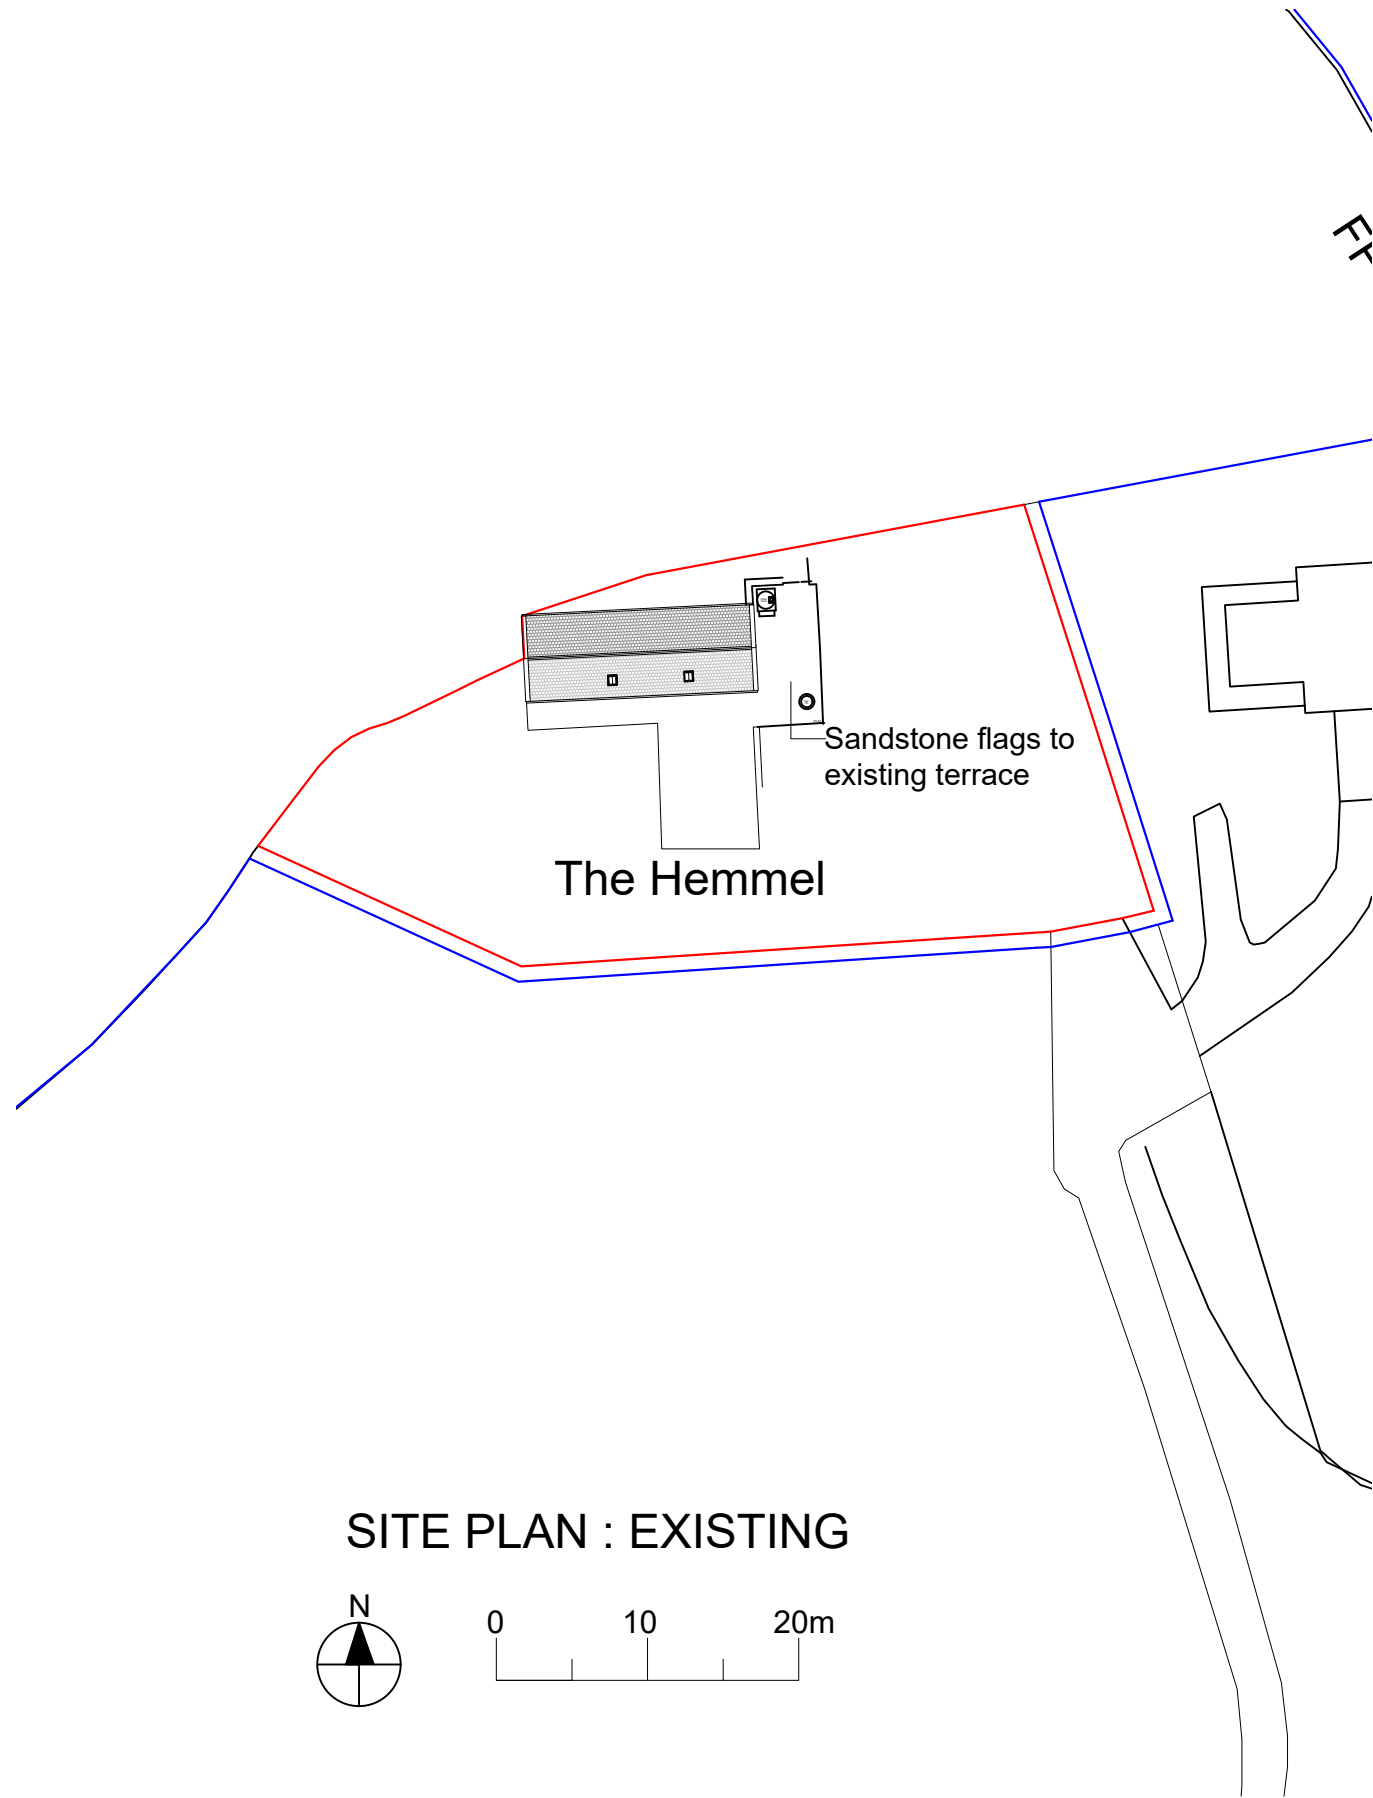 Sandstone flags to
existing terrace
The Hemmel
SITE PLAN : EXISTING
N
0 10 20m